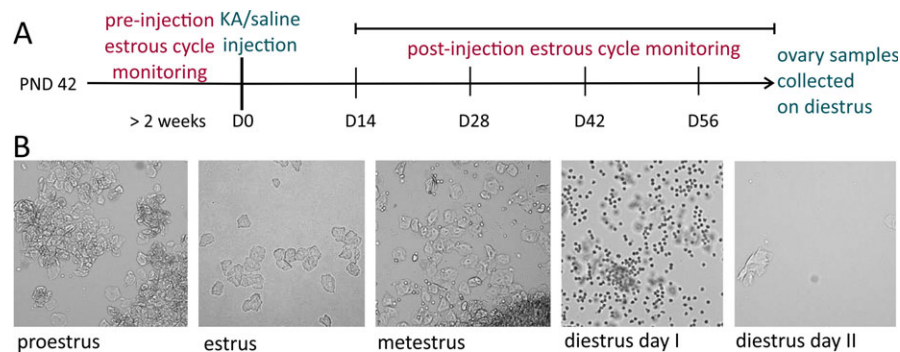 A
pre-injection
estrous cycle
monitoring
KA/saline
injection
post-injection estrous cycle monitoring
ovary samples
collected
on diestrus
PND 42
> 2 weeks D0 D14 D28 D42 D56
B
proestrus estrus metestrus diestrus day I diestrus day II